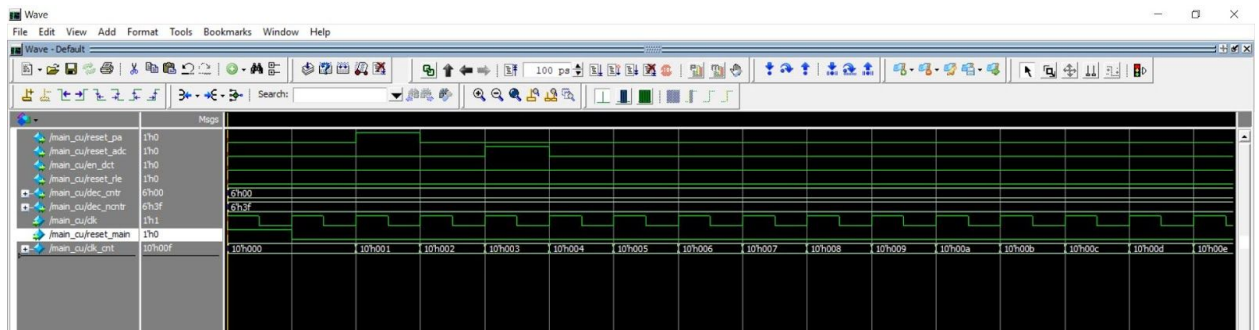 Wave
File Edit View Add Format Tools Bookmarks Window Help
Wave - Default
100 ps
Search:
Msgs
/main_cu/reset_pa 1'h0
/main_cu/reset_adc 1'h0
/main_cu/en_dct 1'h0
/main_cu/reset_rle 1'h0
/main_cu/dec_cntr 6'h00 6'h00
/main_cu/dec_ncntr 6'h3f 6'h3f
/main_cu/clk 1'h1
/main_cu/reset_main 1'h0
/main_cu/clk_cnt 10'h00f 10'h000 10'h001 10'h002 10'h003 10'h004 10'h005 10'h006 10'h007 10'h008 10'h009 10'h00a 10'h00b 10'h00c 10'h00d 10'h00e